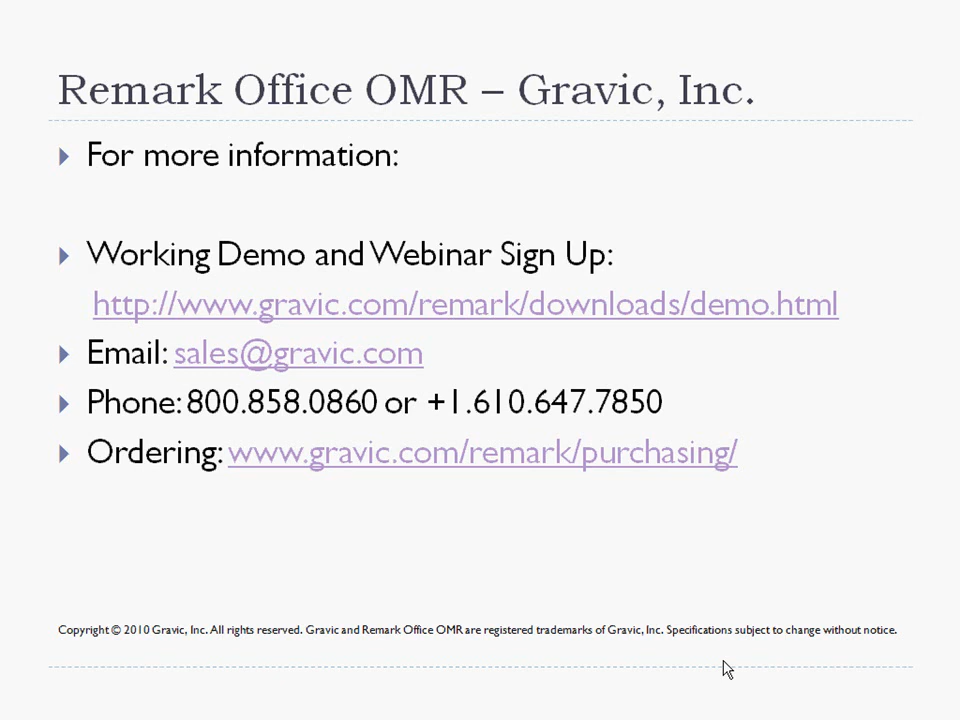 Remark Office OMR – Gravic, Inc.
For more information:
Working Demo and Webinar Sign Up:
http://www.gravic.com/remark/downloads/demo.html
Email: sales@gravic.com
Phone: 800.858.0860 or +1.610.647.7850
Ordering: www.gravic.com/remark/purchasing/
Copyright © 2010 Gravic, Inc. All rights reserved. Gravic and Remark Office OMR are registered trademarks of Gravic, Inc. Specifications subject to change without notice.